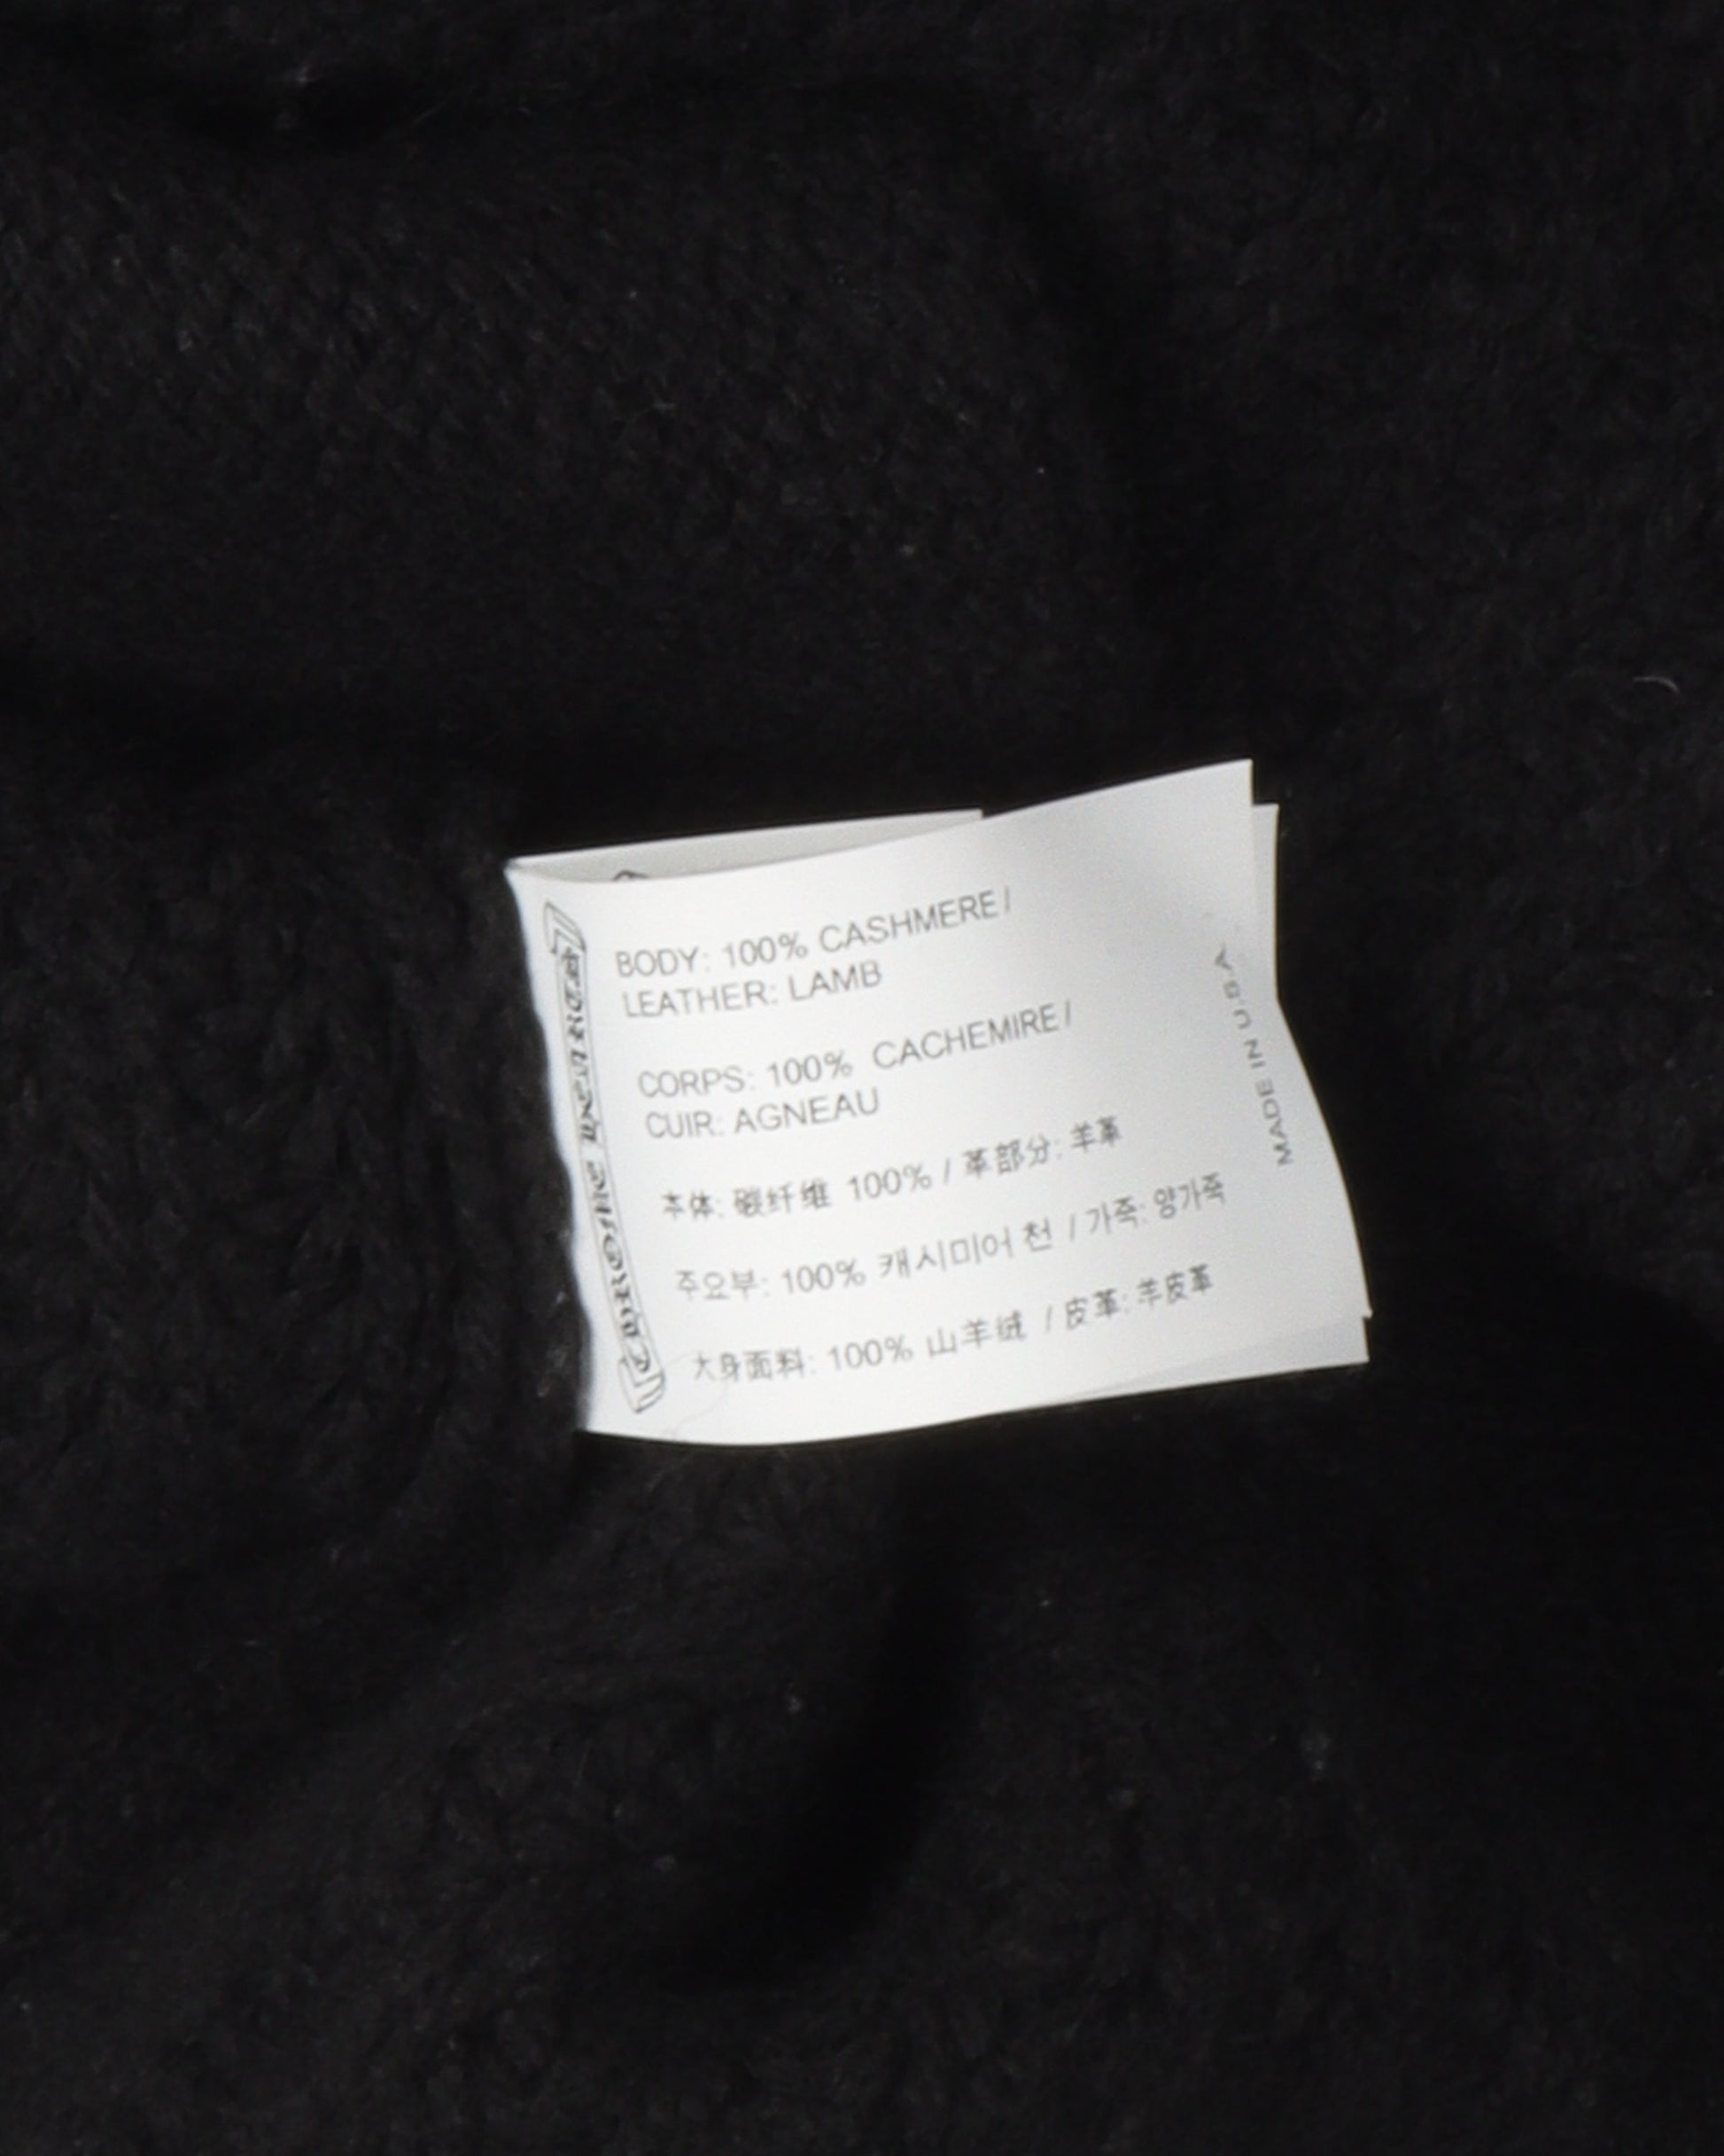 BODY: 100% CASHMERE /
LEATHER: LAMB
CORPS: 100% CACHEMIRE /
CUIR: AGNEAU
本体: 碳纤维 100% / 革部分: 羊革
주요부: 100% 캐시미어 천 / 가죽: 양가죽
大身面料: 100% 山羊绒 / 皮革: 羊皮革
MADE IN U.S.A.